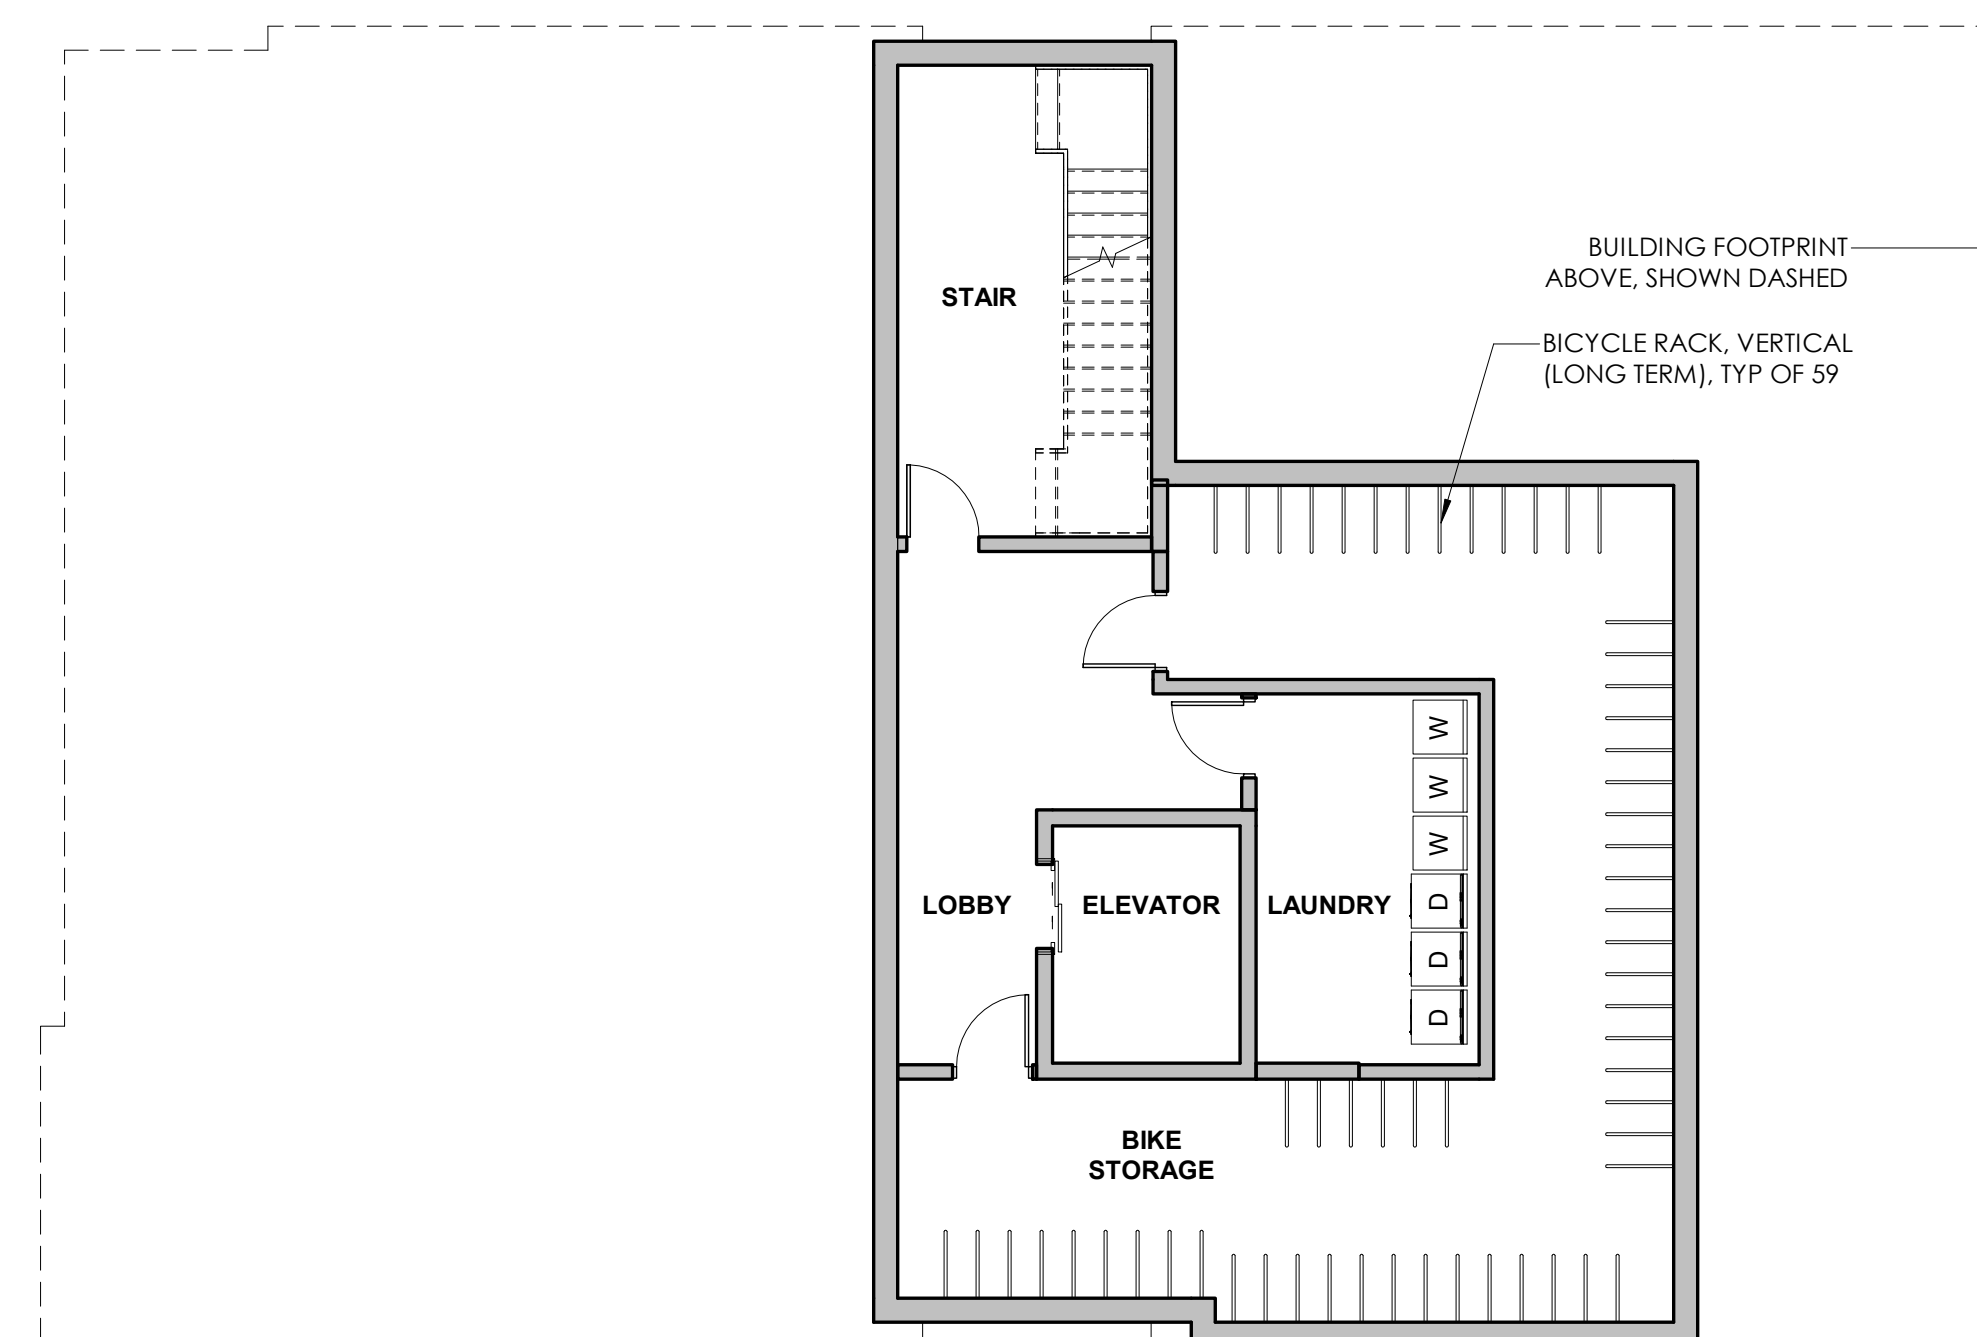 BUILDING FOOTPRINT
ABOVE, SHOWN DASHED
STAIR
BICYCLE RACK, VERTICAL
(LONG TERM), TYP OF 59
W
W
W
D
D
D
LOBBY
ELEVATOR
LAUNDRY
BIKE
STORAGE